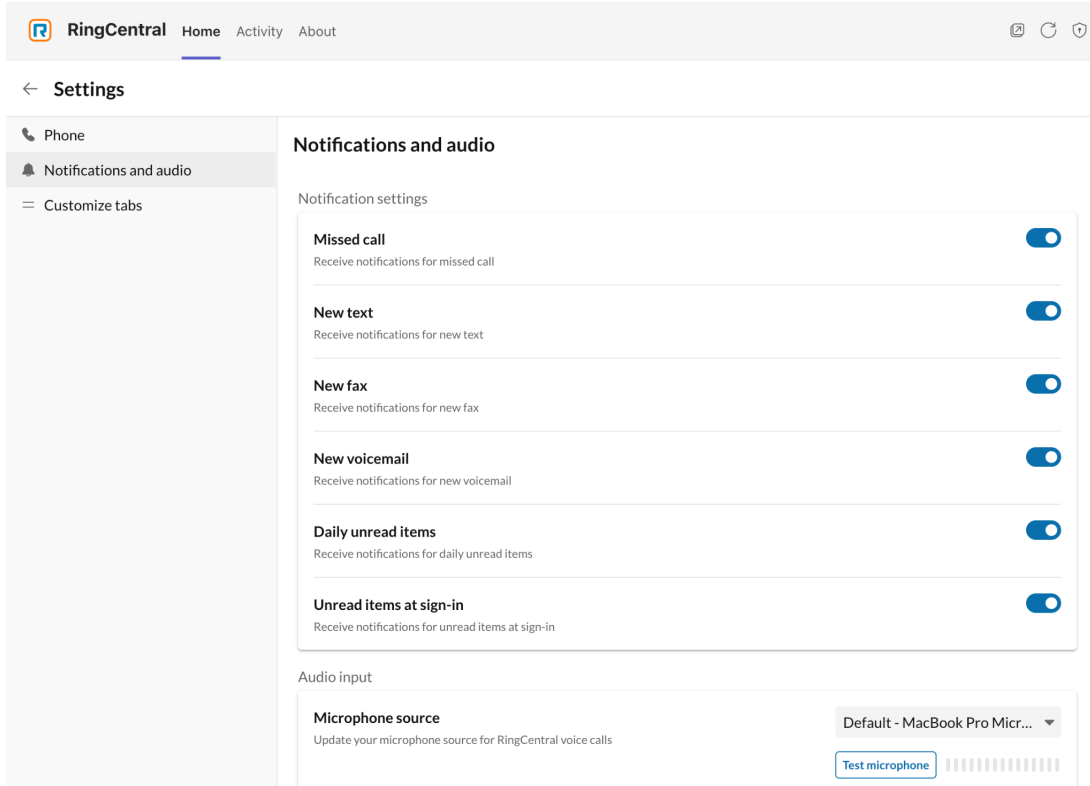 RingCentral Home Activity About
Settings
Phone
Notifications and audio
Customize tabs
Notifications and audio
Notification settings
Missed call
Receive notifications for missed call
New text
Receive notifications for new text
New fax
Receive notifications for new fax
New voicemail
Receive notifications for new voicemail
Daily unread items
Receive notifications for daily unread items
Unread items at sign-in
Receive notifications for unread items at sign-in
Audio input
Microphone source
Update your microphone source for RingCentral voice calls
Default - MacBook Pro Micr...
Test microphone